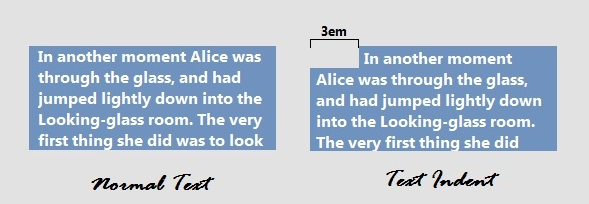 In another moment Alice was
through the glass, and had
jumped lightly down into the
Looking-glass room. The very
first thing she did was to look
Normal Text
3em
In another moment
Alice was through the glass,
and had jumped lightly down
into the Looking-glass room.
The very first thing she did
Text Indent